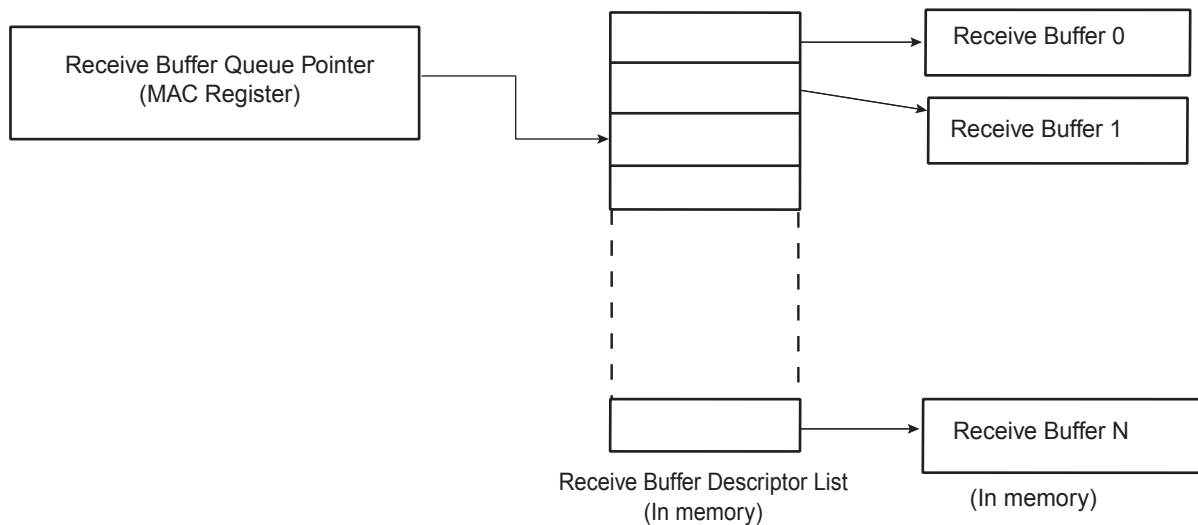 Receive Buffer Queue Pointer
(MAC Register)
Receive Buffer 0
Receive Buffer 1
Receive Buffer N
Receive Buffer Descriptor List
(In memory)
(In memory)